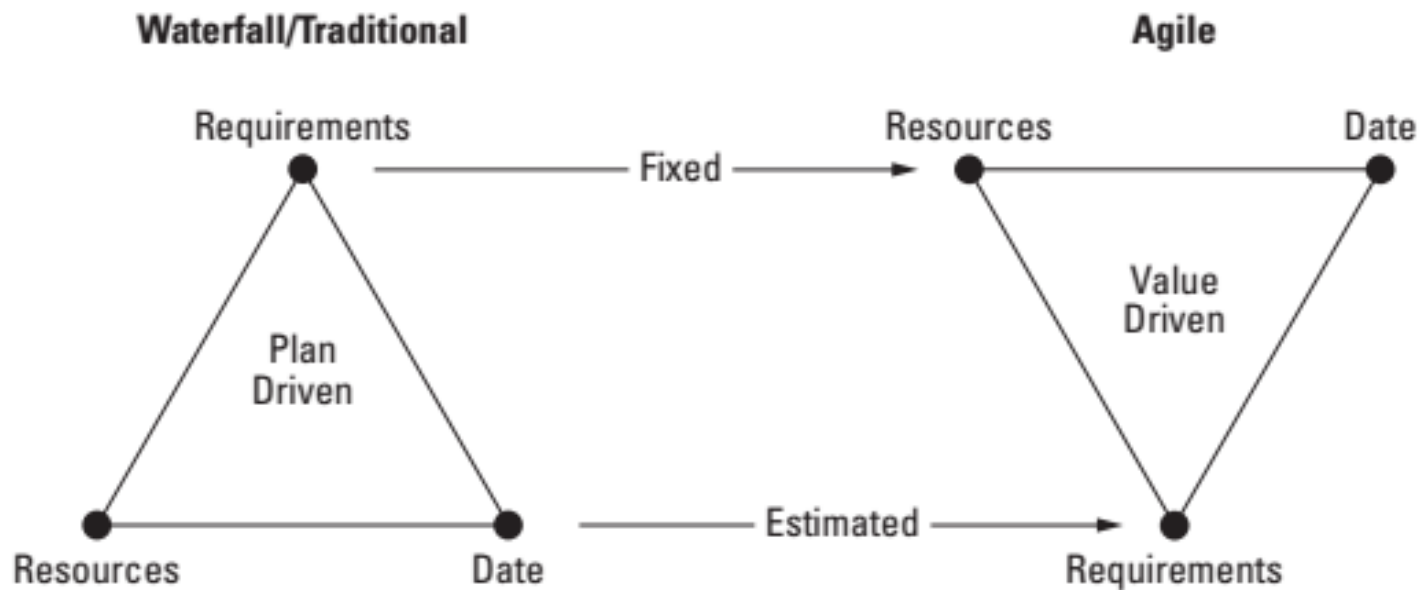 Waterfall/Traditional
Agile
Requirements
Resources
Date
Fixed
Value
Driven
Plan
Driven
Estimated
Resources
Date
Requirements